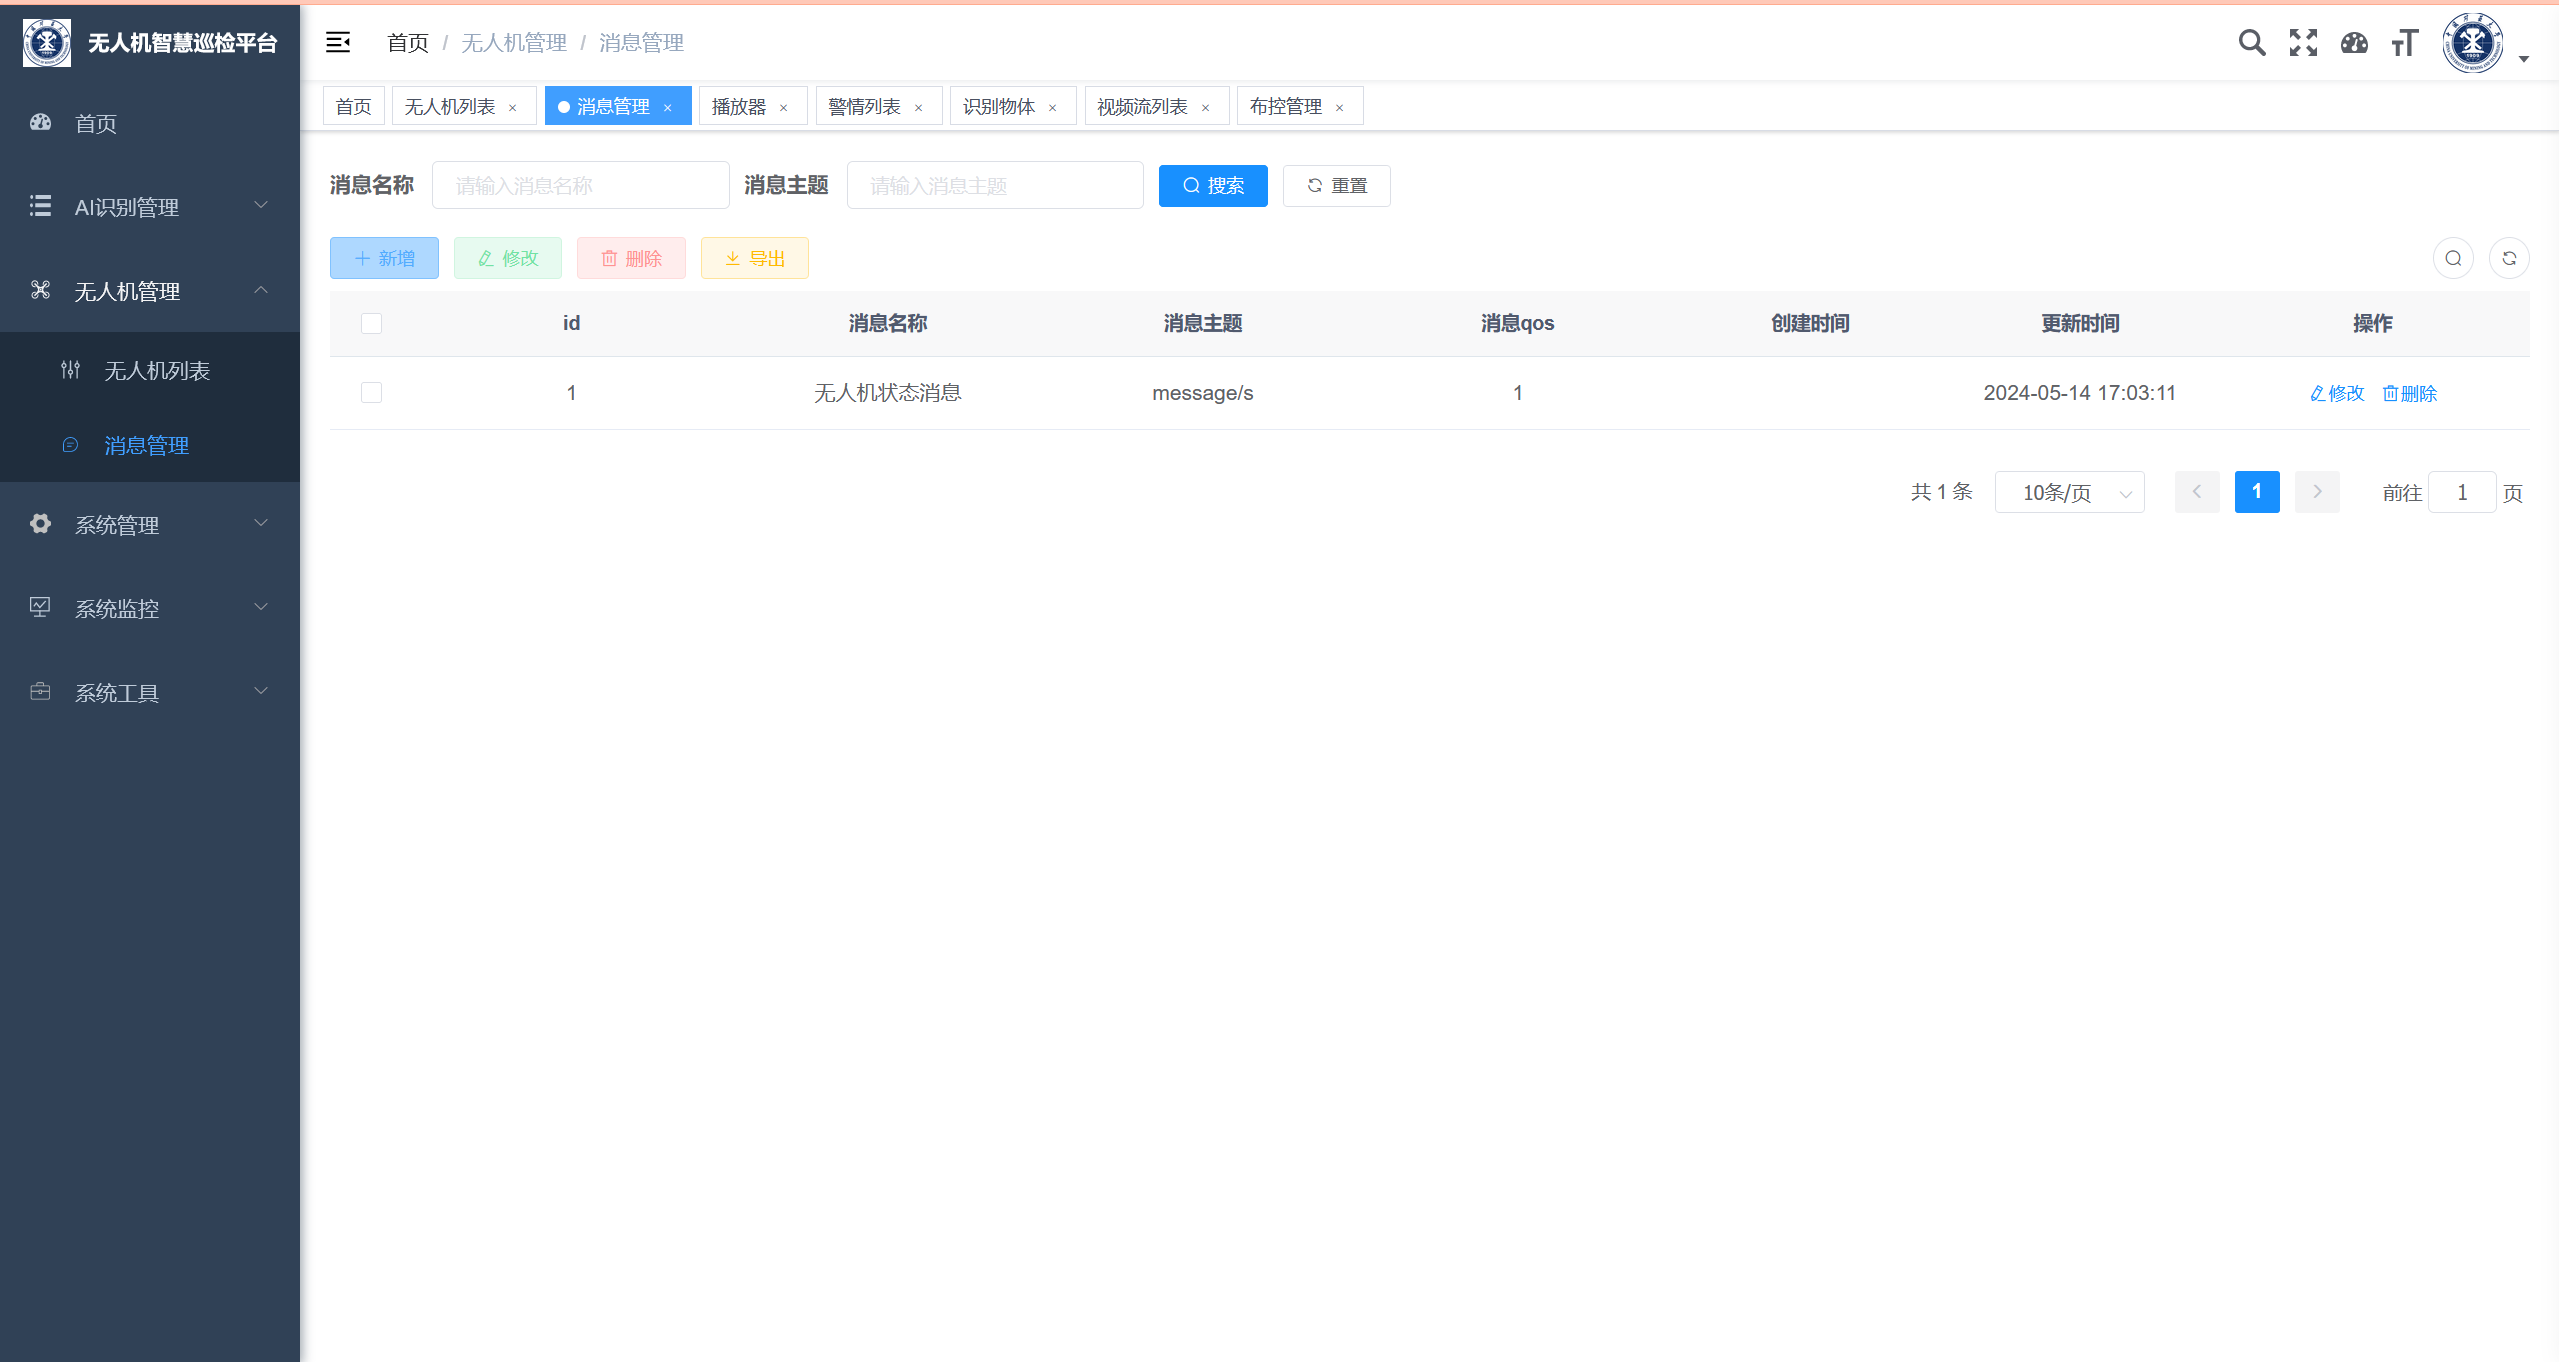 无人机智慧巡检平台
首页
AI识别管理
无人机管理
无人机列表
消息管理
系统管理
系统监控
系统工具
首页 / 无人机管理 / 消息管理
首页 无人机列表 × 消息管理 × 播放器 × 警情列表 × 识别物体 × 视频流列表 × 布控管理 ×
消息名称 请输入消息名称 消息主题 请输入消息主题 搜索 重置
新增 修改 删除 导出
id 消息名称 消息主题 消息qos 创建时间 更新时间 操作
1 无人机状态消息 message/s 1 2024-05-14 17:03:11 修改 删除
共 1 条 10条/页 1 前往 1 页